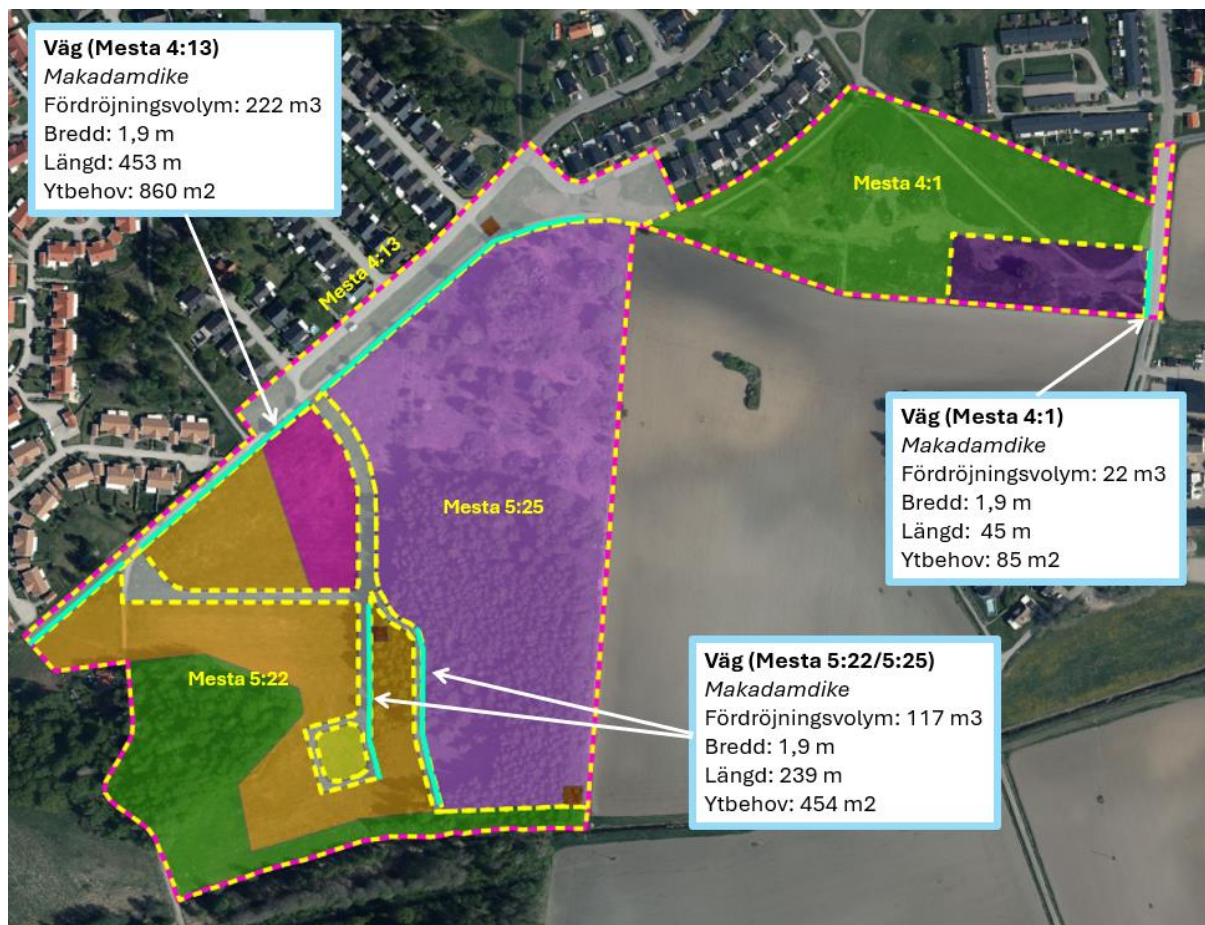 Väg (Mesta 4:13)
Makadamdike
Fördröjningsvolym: 222 m3
Bredd: 1,9 m
Längd: 453 m
Ytbehov: 860 m2
Mesta 4:1
Mesta 4:13
Väg (Mesta 4:1)
Makadamdike
Fördröjningsvolym: 22 m3
Bredd: 1,9 m
Längd: 45 m
Ytbehov: 85 m2
Mesta 5:25
Mesta 5:22
Väg (Mesta 5:22/5:25)
Makadamdike
Fördröjningsvolym: 117 m3
Bredd: 1,9 m
Längd: 239 m
Ytbehov: 454 m2